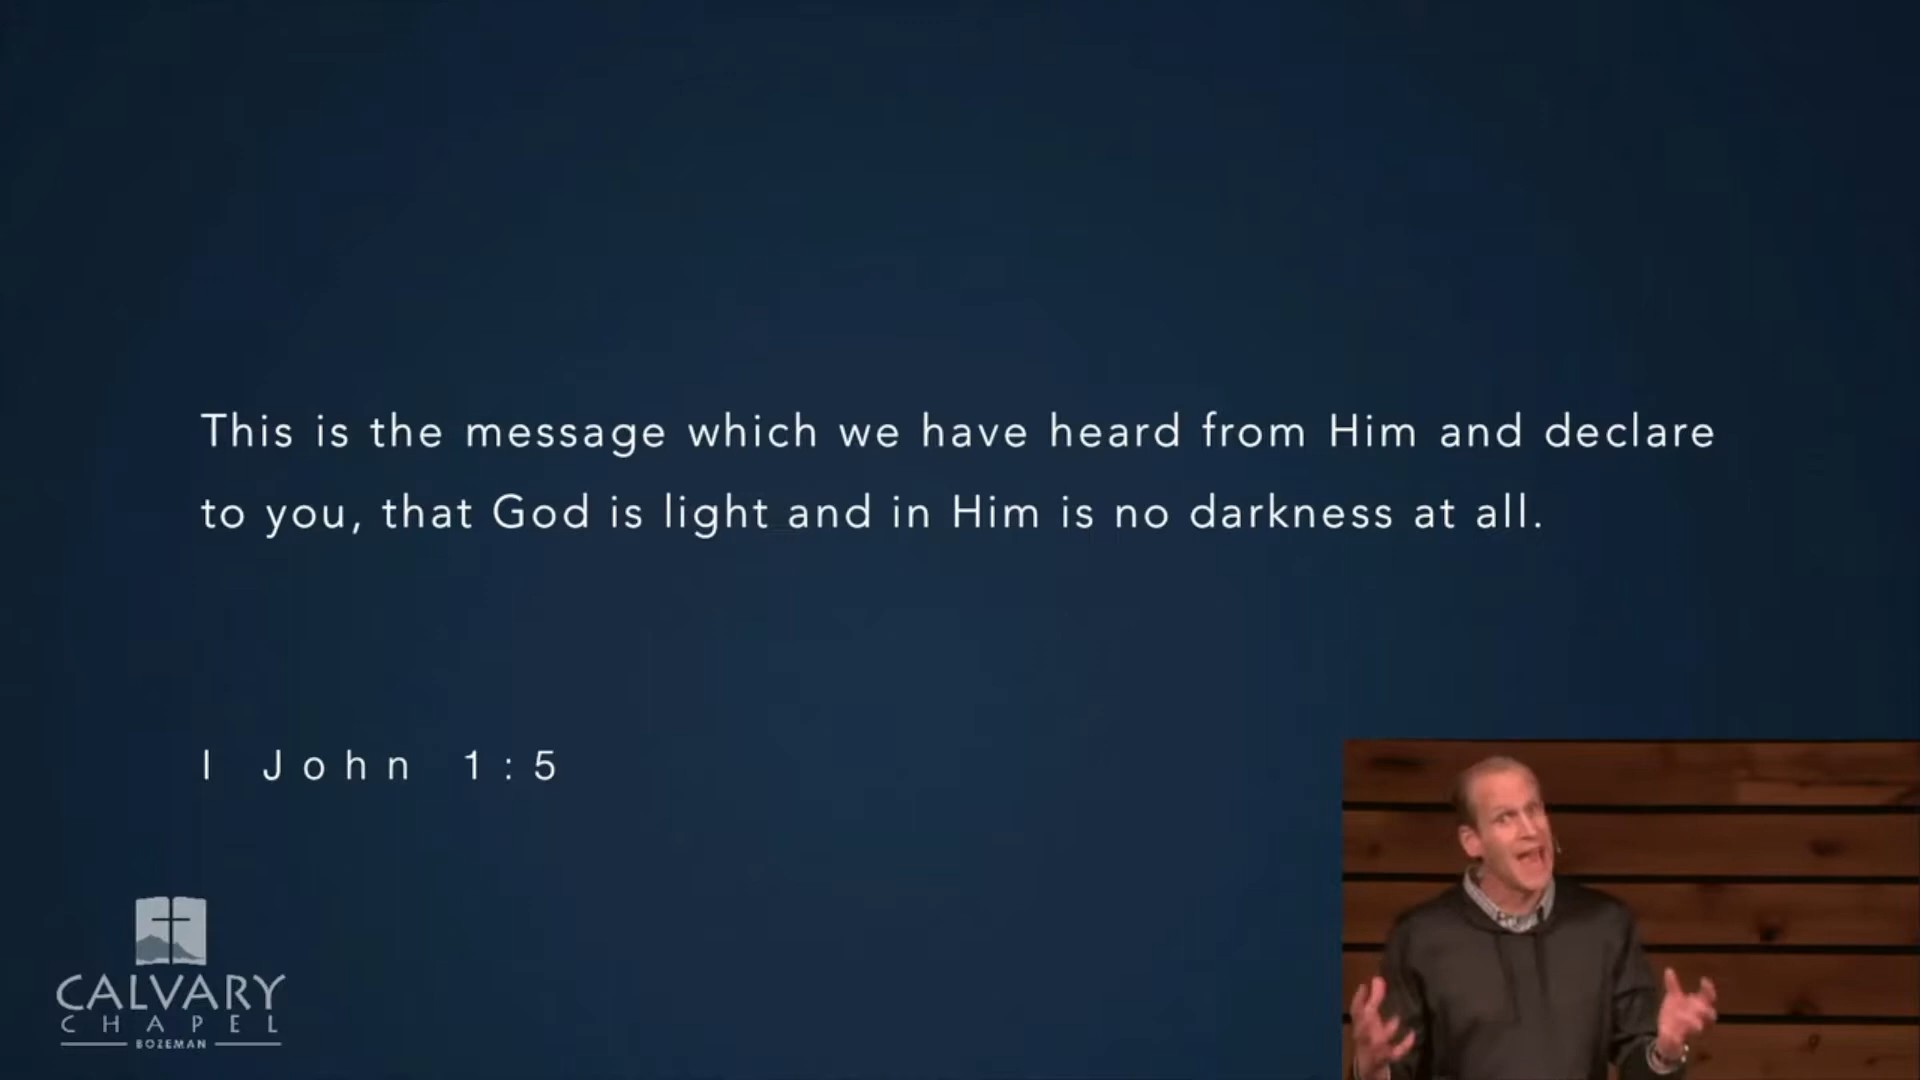 This is the message which we have heard from Him and declare
to you, that God is light and in Him is no darkness at all.
I John 1:5
CALVARY
CHAPEL
BOZEMAN